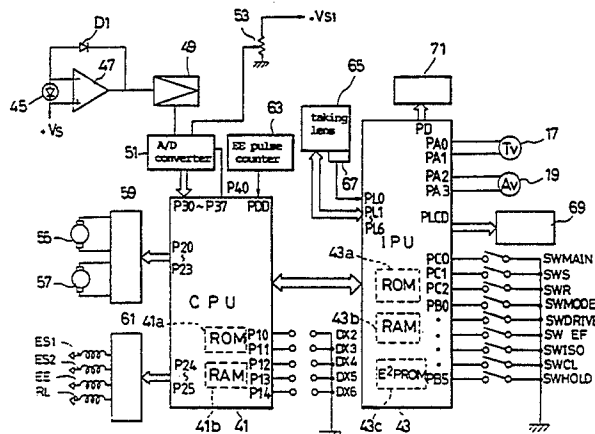 D1
47
45
+Vs
49
53
+Vs1
51
A/D
converter
63
EE pulse
counter
65
taking
lens
67
71
PD
PA0
PA1
Tv
17
PA2
PA3
Av
19
PLCD
69
P40
P30~P37
PDD
PL0
PL1
PL6
IPU
59
55
57
P20
P23
CPU
41a
ROM
RAM
41b
41
P10
P11
P12
P13
P14
DX2
DX3
DX4
DX5
DX6
61
ES1
ES2
EE
RL
P24
P25
43a
ROM
43b
RAM
E²PROM
43c
43
PC0
PC1
PC2
PB0
PB5
SWMAIN
SWS
SWR
SWMODE
SWDRIVE
SW EF
SWISO
SWCL
SWHOLD